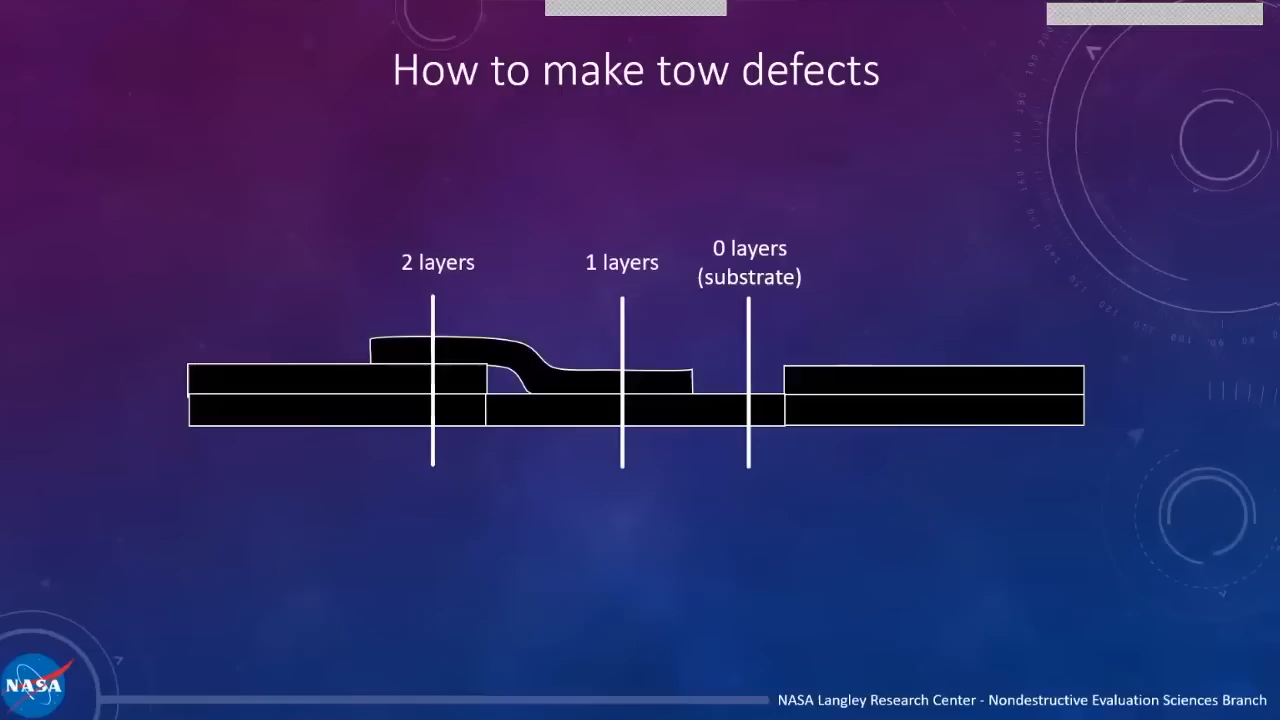 How to make tow defects
2 layers
1 layers
0 layers
(substrate)
NASA
NASA Langley Research Center - Nondestructive Evaluation Sciences Branch